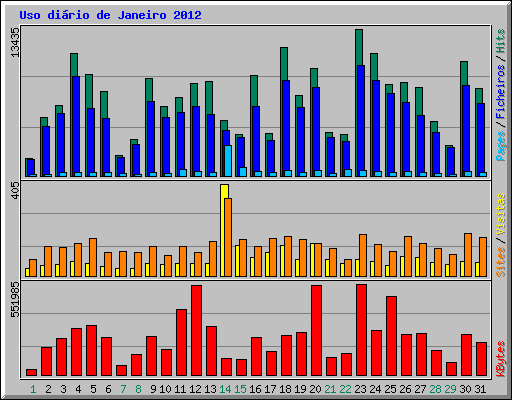 Uso diário de Janeiro 2012
13435
Pages / Ficheiros / Hits
405
Sites / Visitas
551985
KBytes
1 2 3 4 5 6 7 8 9 10 11 12 13 14 15 16 17 18 19 20 21 22 23 24 25 26 27 28 29 30 31